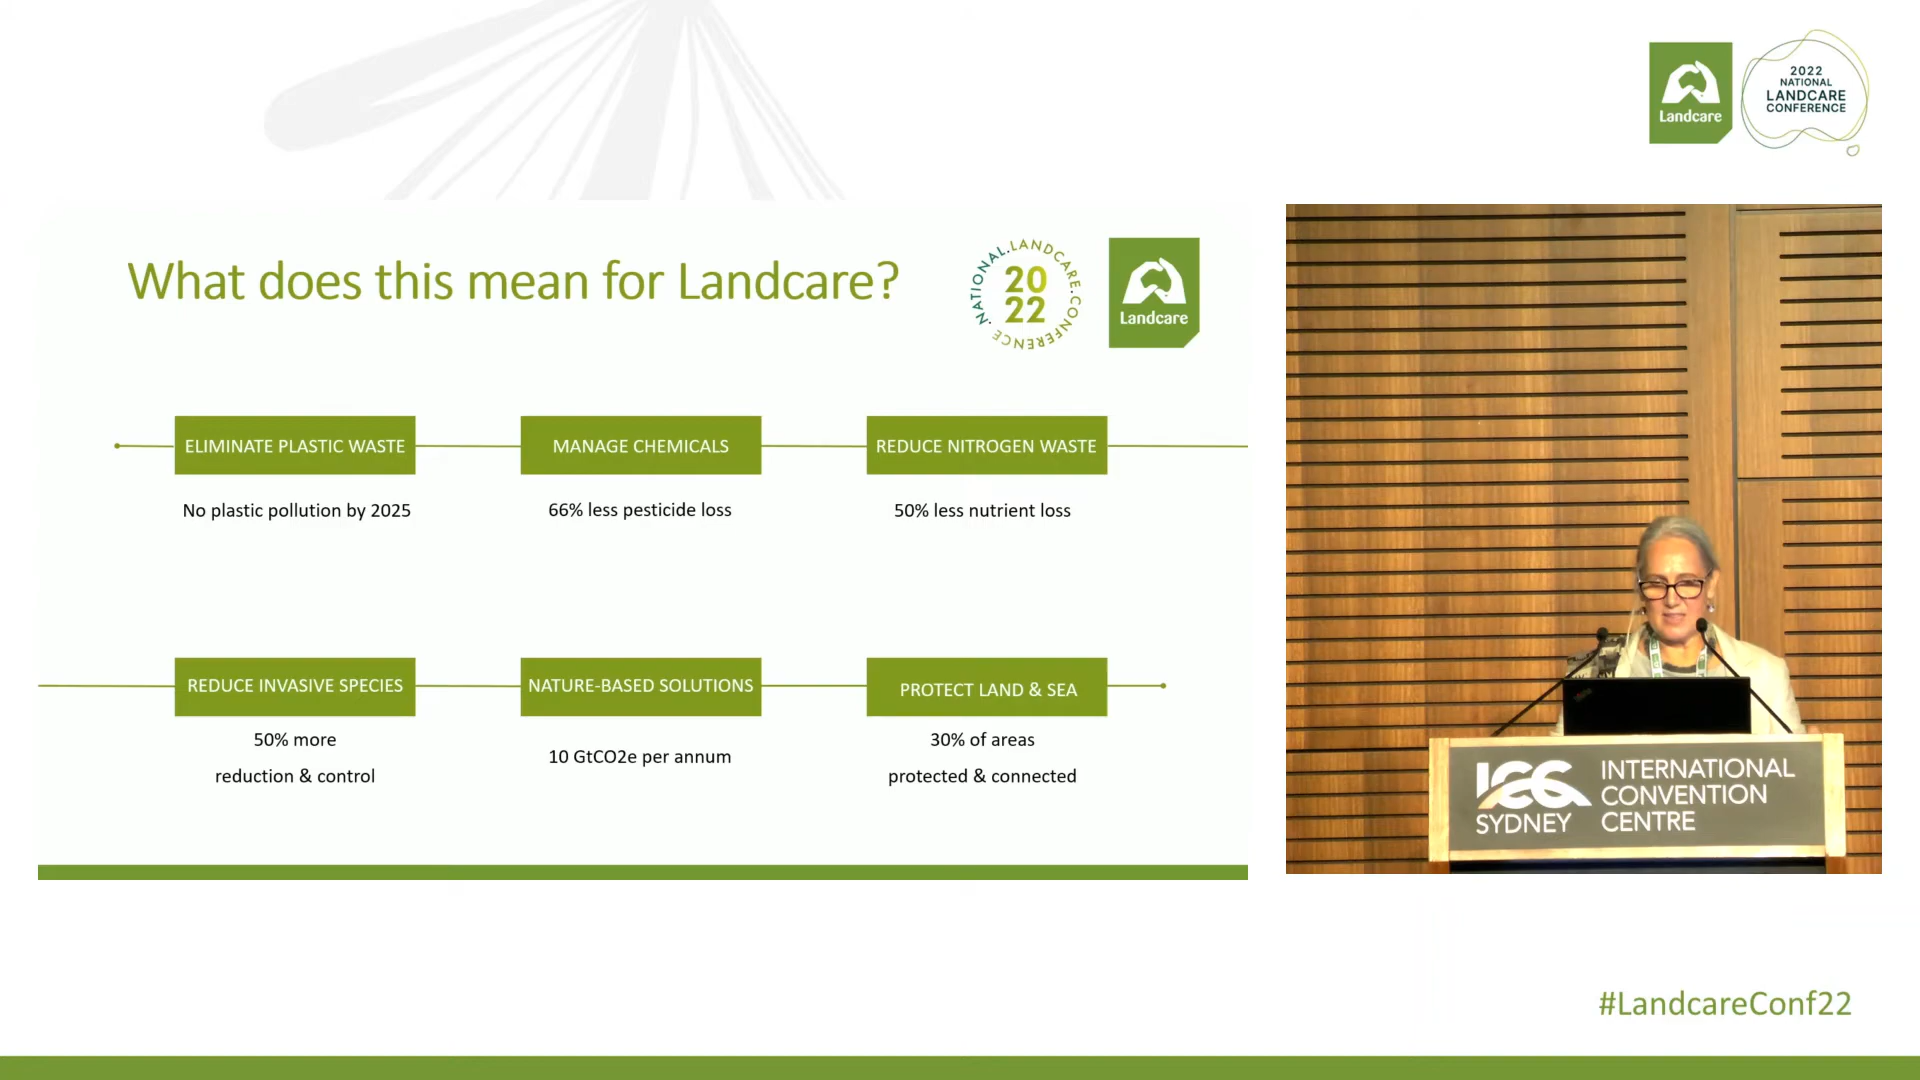 Landcare
2022
NATIONAL
LANDCARE
CONFERENCE
What does this mean for Landcare?
.NATIONAL.LANDCARE.CONFERENCE
20
22
Landcare
ELIMINATE PLASTIC WASTE
MANAGE CHEMICALS
REDUCE NITROGEN WASTE
No plastic pollution by 2025
66% less pesticide loss
50% less nutrient loss
REDUCE INVASIVE SPECIES
NATURE-BASED SOLUTIONS
PROTECT LAND & SEA
50% more
reduction & control
10 GtCO2e per annum
30% of areas
protected & connected
ICC
SYDNEY
INTERNATIONAL
CONVENTION
CENTRE
#LandcareConf22